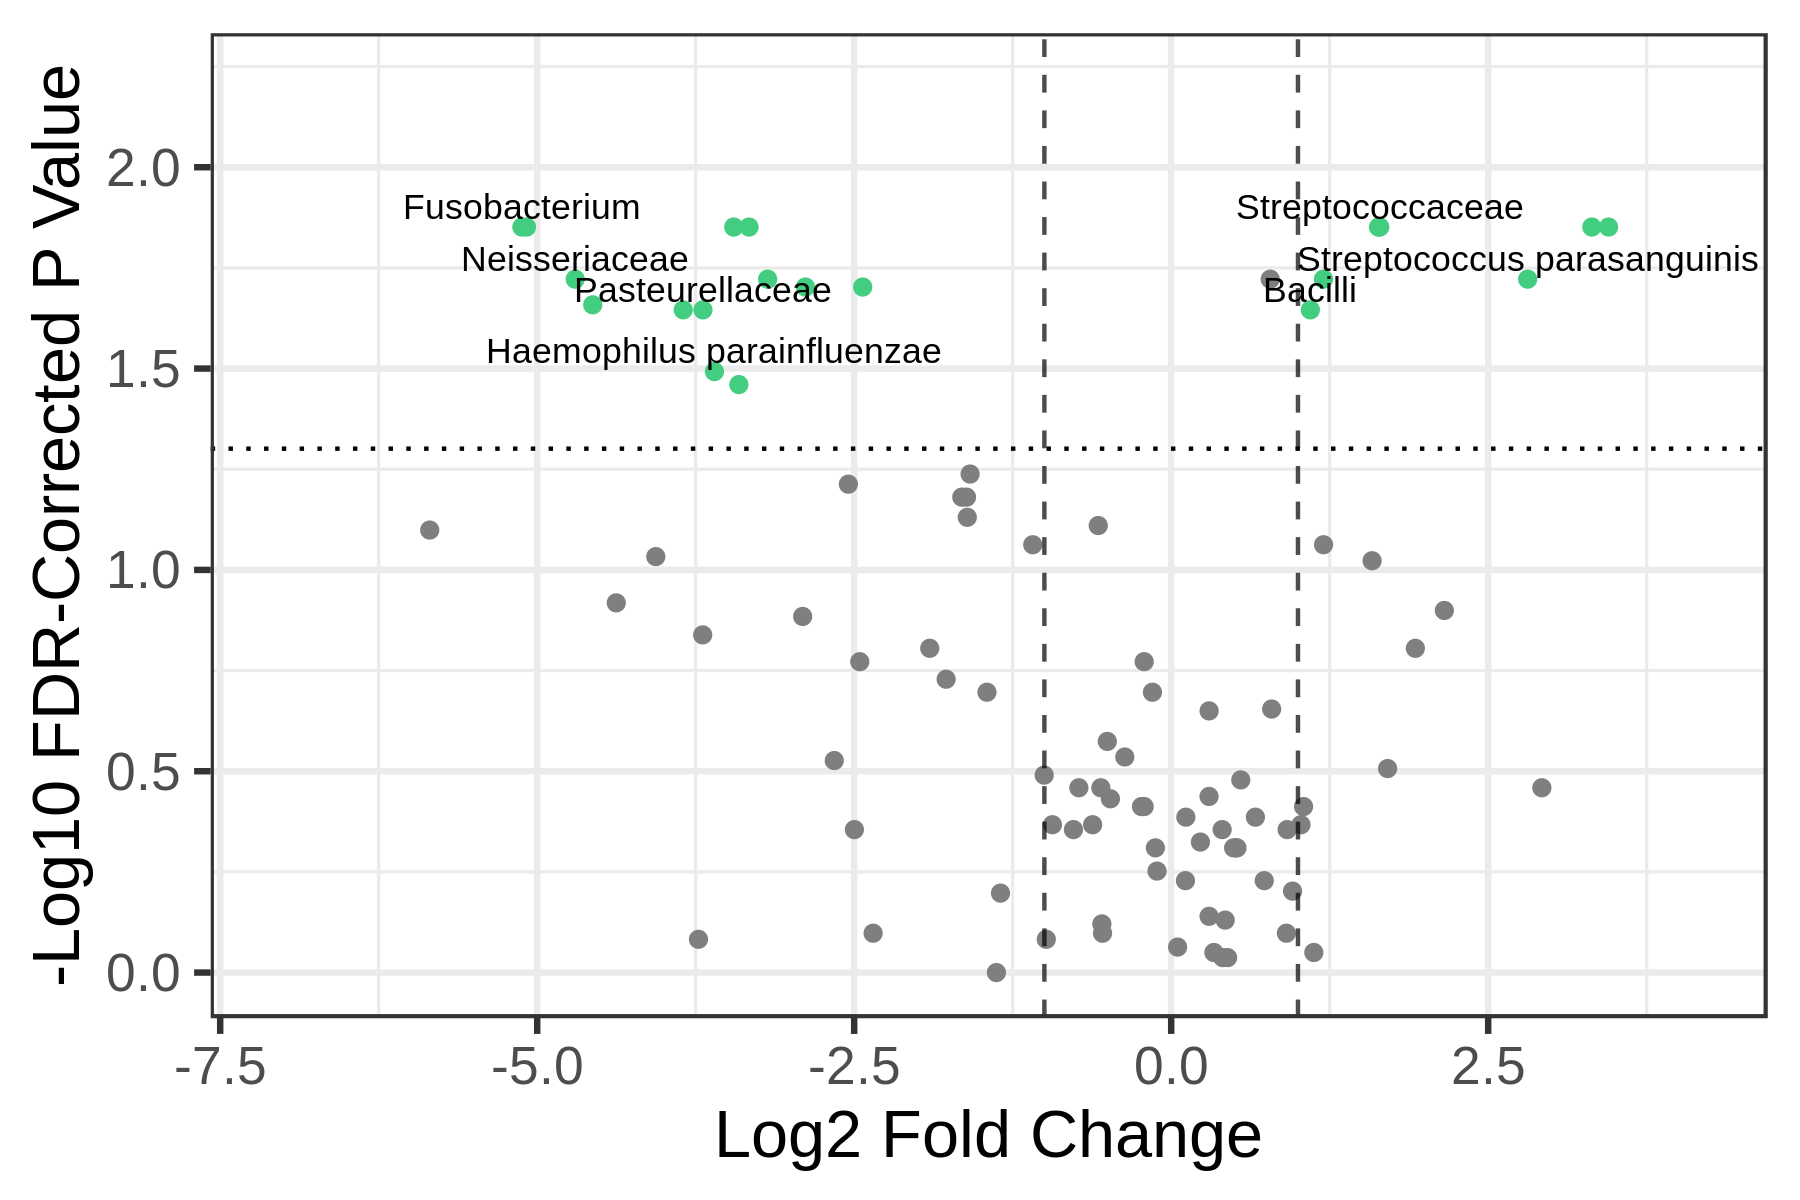 -Log10 FDR-Corrected P Value
2.0
1.5
1.0
0.5
0.0
Fusobacterium
Streptococcaceae
Neisseriaceae
Streptococcus parasanguinis
Pasteurellaceae
Bacilli
Haemophilus parainfluenzae
-7.5
-5.0
-2.5
0.0
2.5
Log2 Fold Change